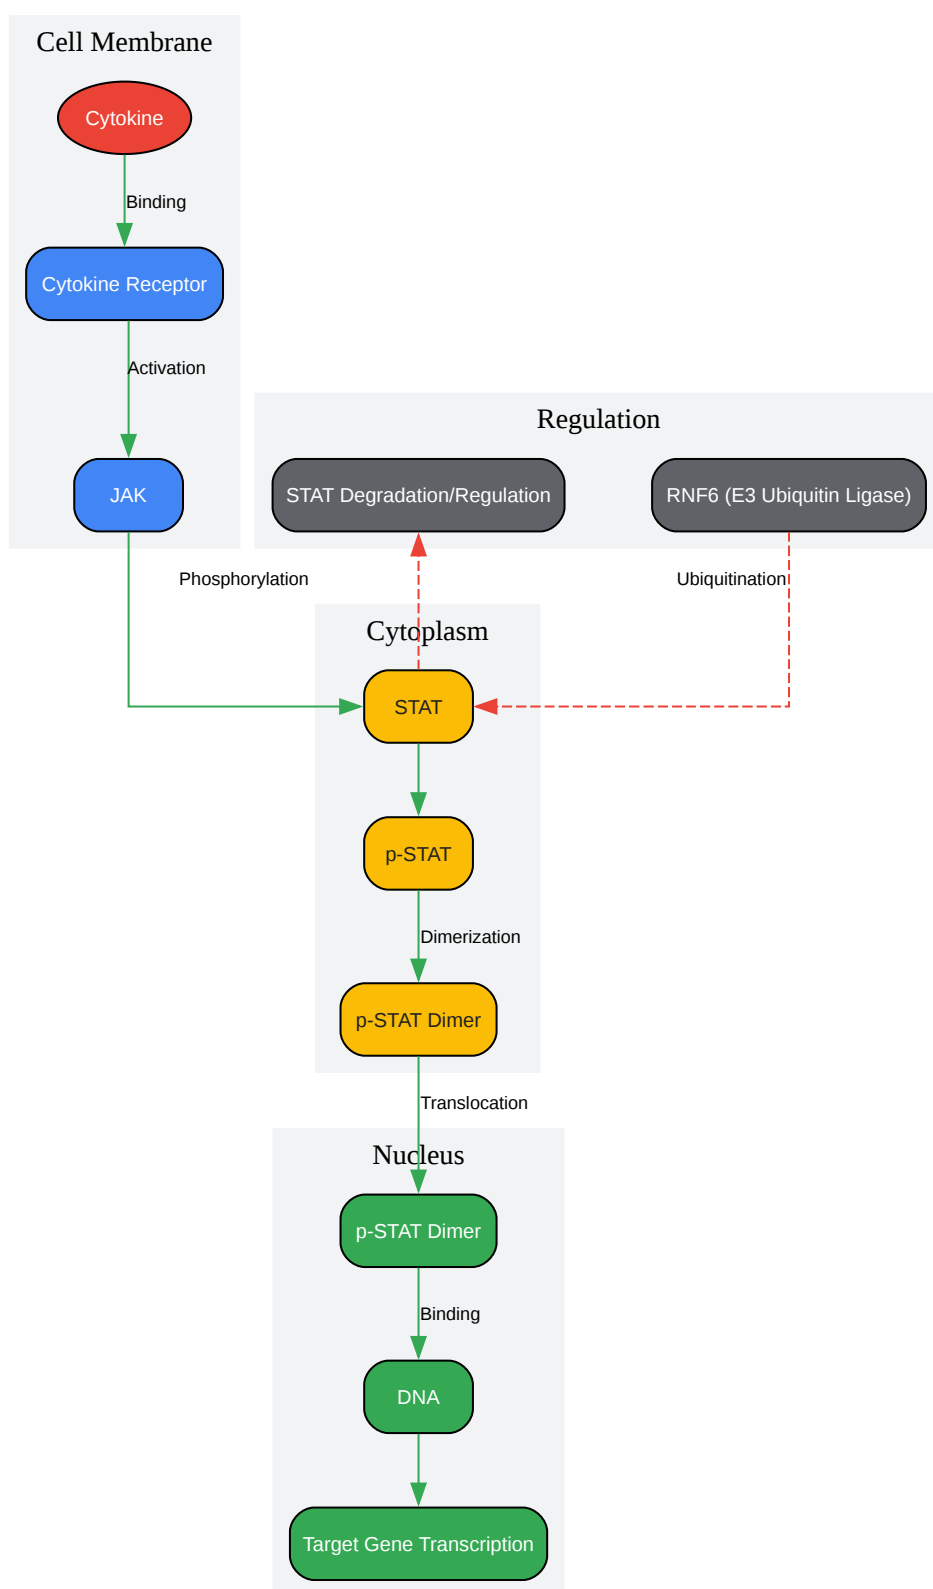 Cell Membrane
Cytokine
Binding
Cytokine Receptor
Activation
JAK
Regulation
STAT Degradation/Regulation
RNF6 (E3 Ubiquitin Ligase)
Phosphorylation
Ubiquitination
Cytoplasm
STAT
p-STAT
Dimerization
p-STAT Dimer
Translocation
Nucleus
p-STAT Dimer
Binding
DNA
Target Gene Transcription